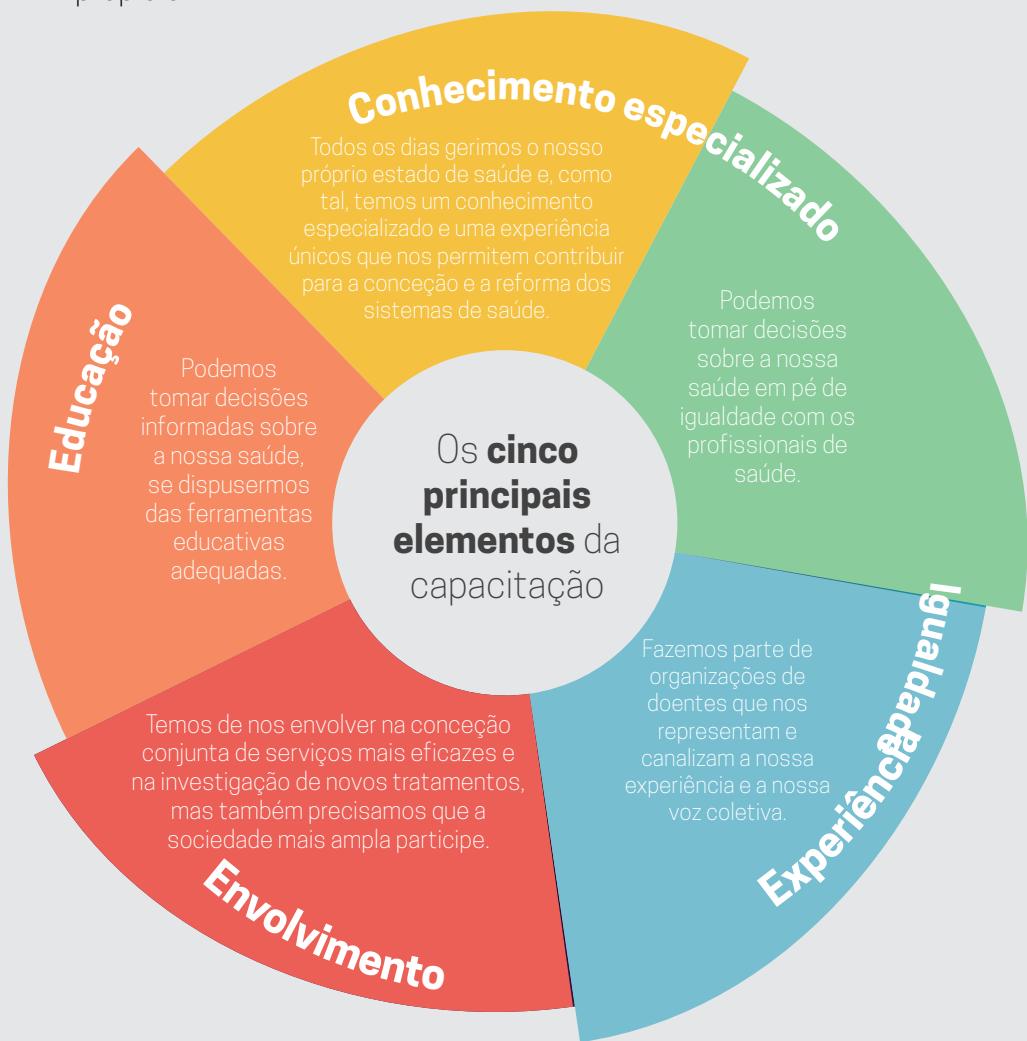 Conhecimento especializado
Todos os dias gerimos o nosso
próprio estado de saúde e, como
tal, temos um conhecimento
especializado e uma experiência
únicos que nos permitem contribuir
para a conceção e a reforma dos
sistemas de saúde.
Podemos
tomar decisões
sobre a nossa
saúde em pé de
igualdade com os
profissionais de
saúde.
Igualdade
Fazemos parte de
organizações de
doentes que nos
representam e
canalizam a nossa
experiência e a nossa
voz coletiva.
Experiência
Temos de nos envolver na conceção
conjunta de serviços mais eficazes e
na investigação de novos tratamentos,
mas também precisamos que a
sociedade mais ampla participe.
Envolvimento
Educação
Podemos
tomar decisões
informadas sobre
a nossa saúde,
se dispusermos
das ferramentas
educativas
adequadas.
Os cinco
principais
elementos da
capacitação